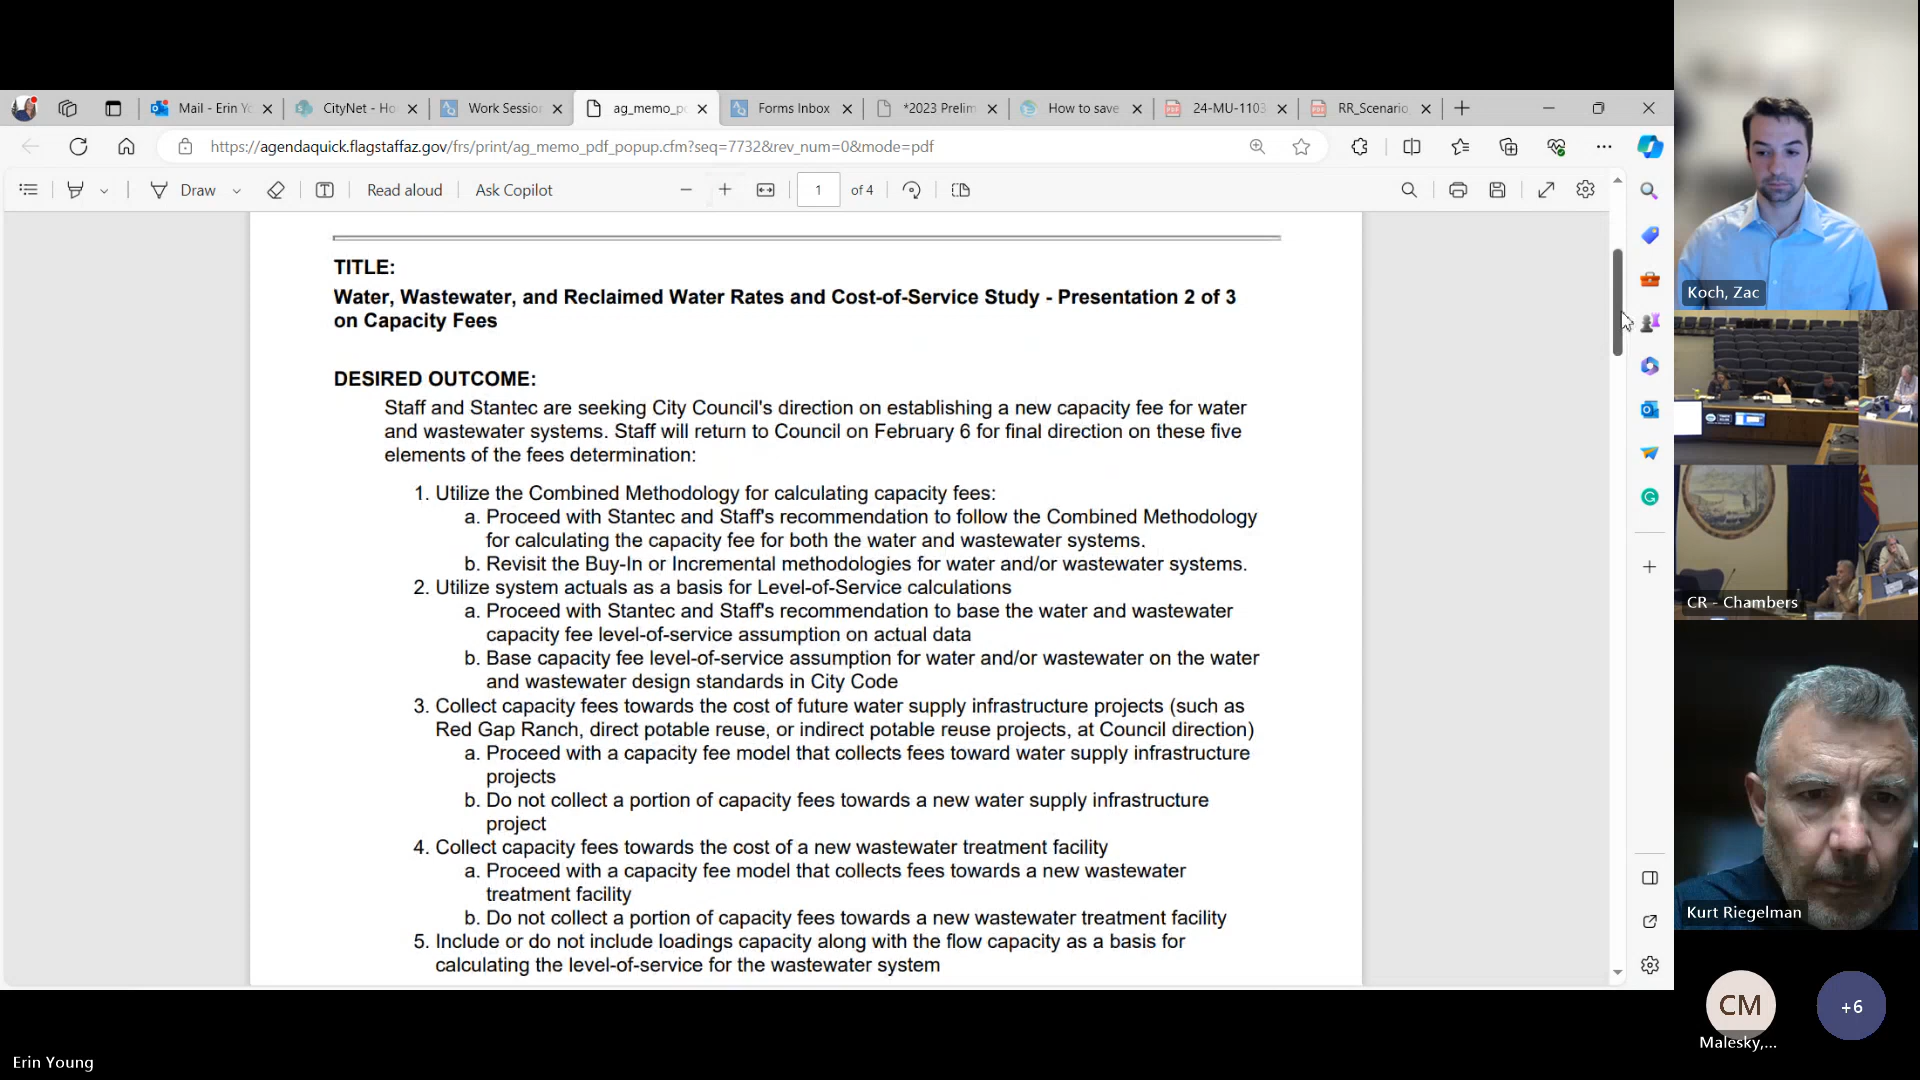 Mail - Erin Y
CityNet - Ho
Work Sessio
ag_memo_p
Forms Inbox
*2023 Prelim
How to save
24-MU-1103
RR_Scenario
https://agendaquick.flagstaffaz.gov/frs/print/ag_memo_pdf_popup.cfm?seq=7732&rev_num=0&mode=pdf
Draw
Read aloud
Ask Copilot
1
of 4
TITLE:
Water, Wastewater, and Reclaimed Water Rates and Cost-of-Service Study - Presentation 2 of 3
on Capacity Fees
DESIRED OUTCOME:
Staff and Stantec are seeking City Council's direction on establishing a new capacity fee for water
and wastewater systems. Staff will return to Council on February 6 for final direction on these five
elements of the fees determination:
1. Utilize the Combined Methodology for calculating capacity fees:
a. Proceed with Stantec and Staff's recommendation to follow the Combined Methodology
for calculating the capacity fee for both the water and wastewater systems.
b. Revisit the Buy-In or Incremental methodologies for water and/or wastewater systems.
2. Utilize system actuals as a basis for Level-of-Service calculations
a. Proceed with Stantec and Staff's recommendation to base the water and wastewater
capacity fee level-of-service assumption on actual data
b. Base capacity fee level-of-service assumption for water and/or wastewater on the water
and wastewater design standards in City Code
3. Collect capacity fees towards the cost of future water supply infrastructure projects (such as
Red Gap Ranch, direct potable reuse, or indirect potable reuse projects, at Council direction)
a. Proceed with a capacity fee model that collects fees toward water supply infrastructure
projects
b. Do not collect a portion of capacity fees towards a new water supply infrastructure
project
4. Collect capacity fees towards the cost of a new wastewater treatment facility
a. Proceed with a capacity fee model that collects fees towards a new wastewater
treatment facility
b. Do not collect a portion of capacity fees towards a new wastewater treatment facility
5. Include or do not include loadings capacity along with the flow capacity as a basis for
calculating the level-of-service for the wastewater system
Koch, Zac
CR - Chambers
Kurt Riegelman
CM
+6
Malesky,...
Erin Young